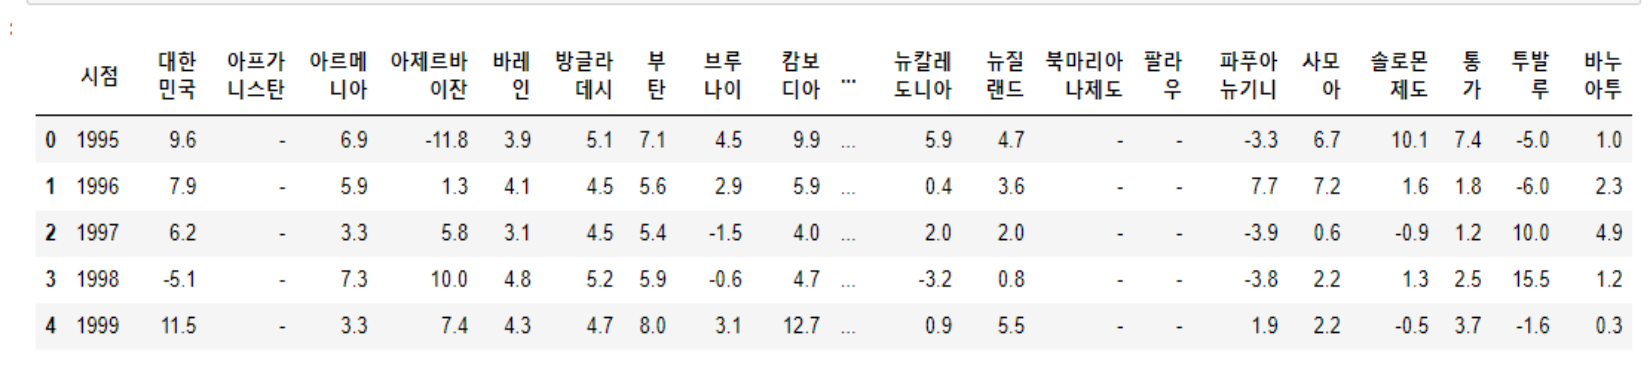 :
시점 대한민국 아프가니스탄 아르메니아 아제르바이잔 바레인 방글라데시 부탄 브루나이 캄보디아 ... 뉴칼레도니아 뉴질랜드 북마리아나제도 팔라우 파푸아뉴기니 사모아 솔로몬제도 통가 투발루 바누아투
0 1995 9.6 - 6.9 -11.8 3.9 5.1 7.1 4.5 9.9 ... 5.9 4.7 - - -3.3 6.7 10.1 7.4 -5.0 1.0
1 1996 7.9 - 5.9 1.3 4.1 4.5 5.6 2.9 5.9 ... 0.4 3.6 - - 7.7 7.2 1.6 1.8 -6.0 2.3
2 1997 6.2 - 3.3 5.8 3.1 4.5 5.4 -1.5 4.0 ... 2.0 2.0 - - -3.9 0.6 -0.9 1.2 10.0 4.9
3 1998 -5.1 - 7.3 10.0 4.8 5.2 5.9 -0.6 4.7 ... -3.2 0.8 - - -3.8 2.2 1.3 2.5 15.5 1.2
4 1999 11.5 - 3.3 7.4 4.3 4.7 8.0 3.1 12.7 ... 0.9 5.5 - - 1.9 2.2 -0.5 3.7 -1.6 0.3